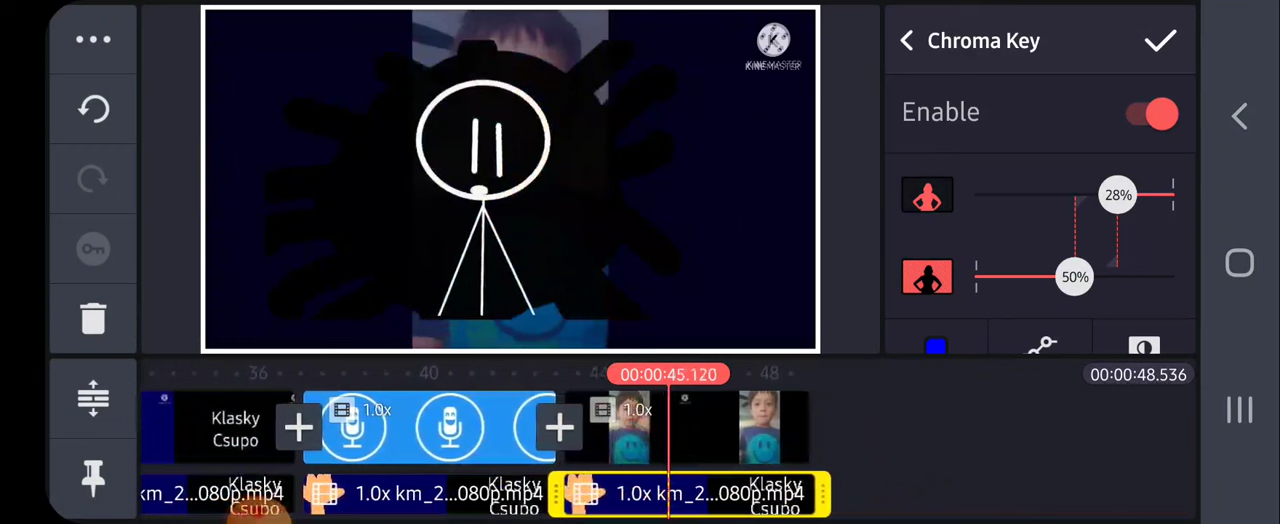 KINEMASTER
Chroma Key
Enable
28%
50%
36
40
44
48
00:00:45.120
00:00:48.536
Klasky
Csupo
1.0x
1.0x
km_2...080p.mp4
Klasky
Csupo
1.0x km_2...080p.mp4
Klasky
Csupo
1.0x km_2...080p.mp4
Klasky
Csupo